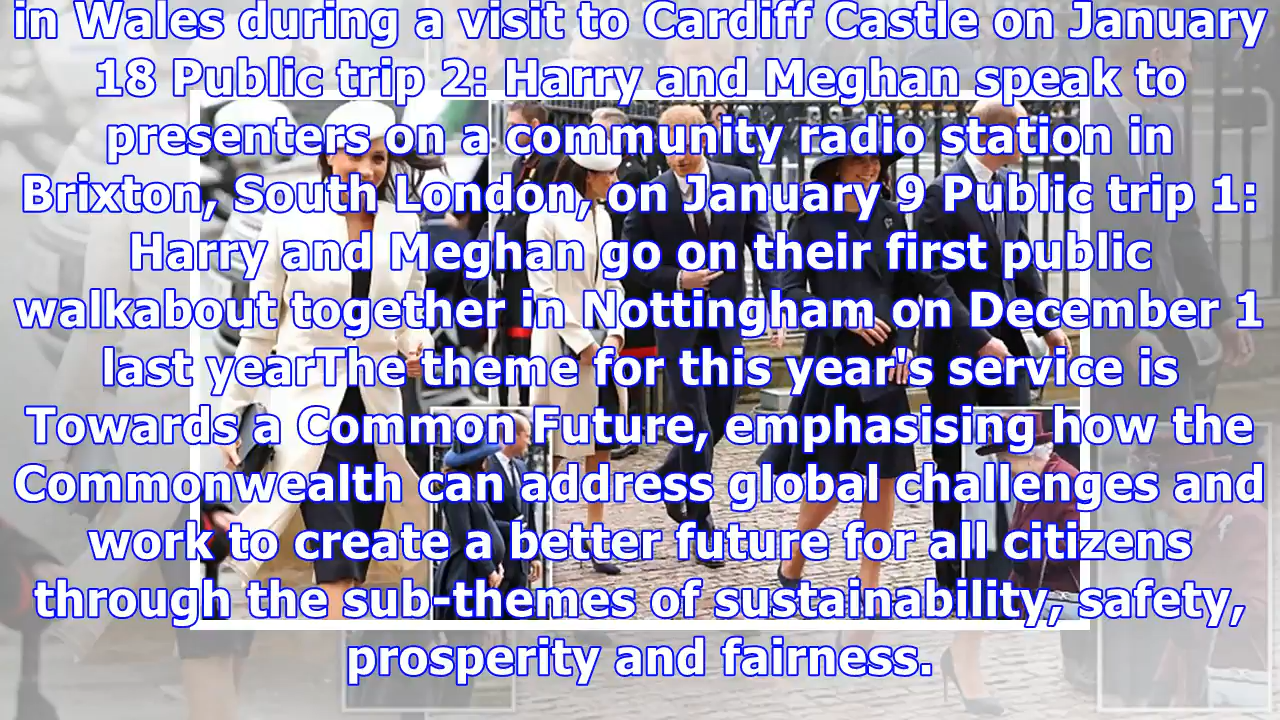 in Wales during a visit to Cardiff Castle on January
18 Public trip 2: Harry and Meghan speak to
presenters on a community radio station in
Brixton, South London, on January 9 Public trip 1:
Harry and Meghan go on their first public
walkabout together in Nottingham on December 1
last yearThe theme for this year's service is
Towards a Common Future, emphasising how the
Commonwealth can address global challenges and
work to create a better future for all citizens
through the sub-themes of sustainability, safety,
prosperity and fairness.